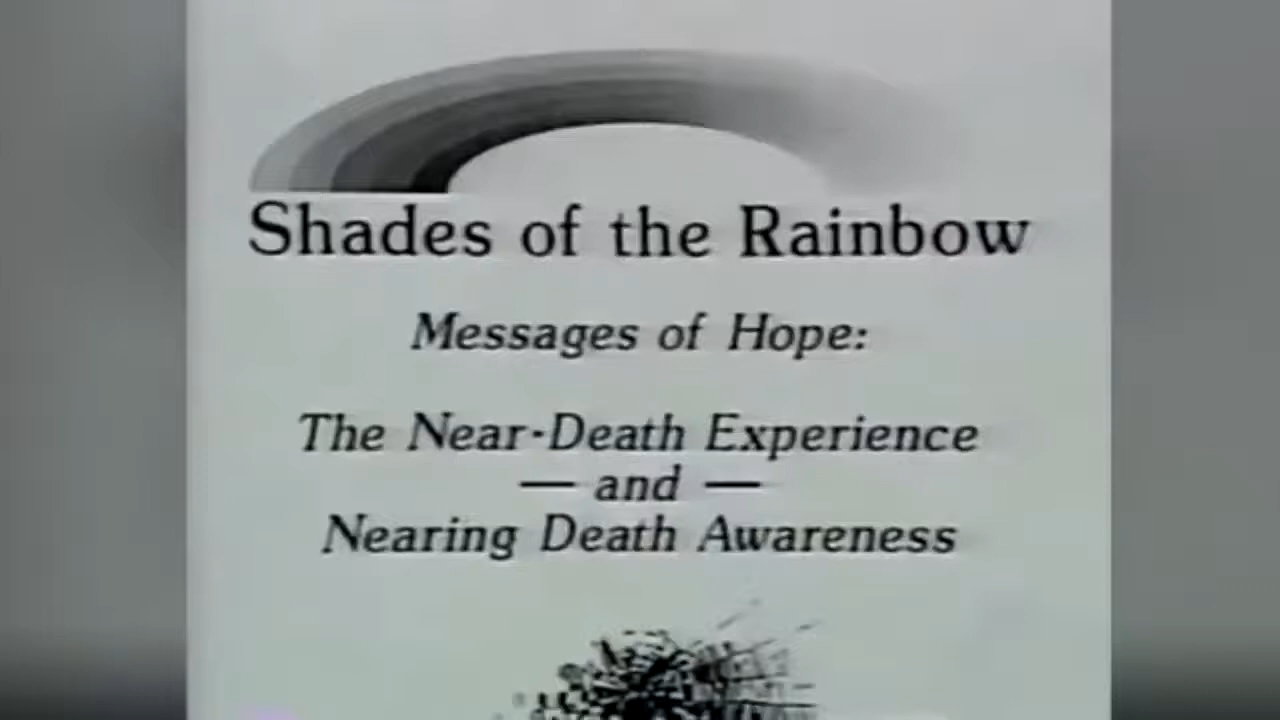 Shades of the Rainbow
Messages of Hope:
The Near-Death Experience
— and —
Nearing Death Awareness